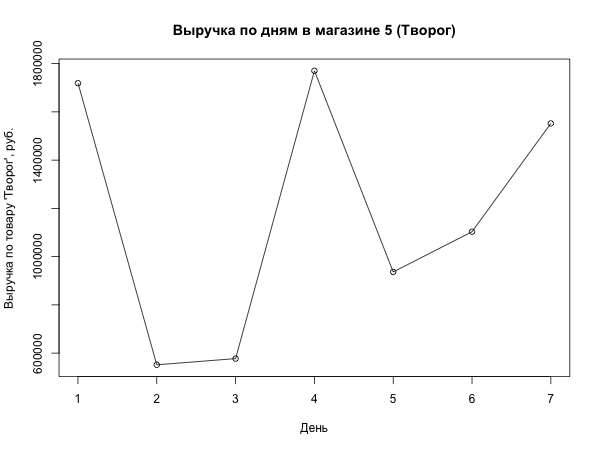 Выручка по дням в магазине 5 (Творог)
Выручка по товару 'Творог', руб.
1800000
1400000
1000000
600000
1 2 3 4 5 6 7
День